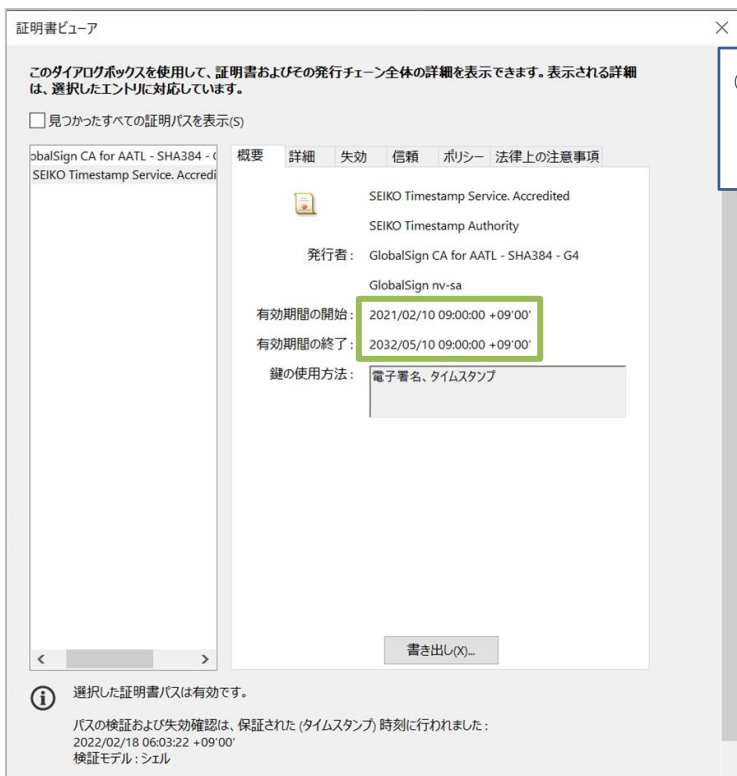 証明書ビューア
このダイアログボックスを使用して、証明書およびその発行チェーン全体の詳細を表示できます。表示される詳細
は、選択したエントリに対応しています。
見つかったすべての証明パスを表示(S)
obalSign CA for AATL - SHA384 - G
SEIKO Timestamp Service. Accredi
概要 詳細 失効 信頼 ポリシー 法律上の注意事項
SEIKO Timestamp Service. Accredited
SEIKO Timestamp Authority
発行者 : GlobalSign CA for AATL - SHA384 - G4
GlobalSign nv-sa
有効期間の開始 : 2021/02/10 09:00:00 +09'00'
有効期間の終了 : 2032/05/10 09:00:00 +09'00'
鍵の使用方法 : 電子署名、タイムスタンプ
書き出し(X)...
選択した証明書パスは有効です。
パスの検証および失効確認は、保証された (タイムスタンプ) 時刻に行われました :
2022/02/18 06:03:22 +09'00'
検証モデル : シェル